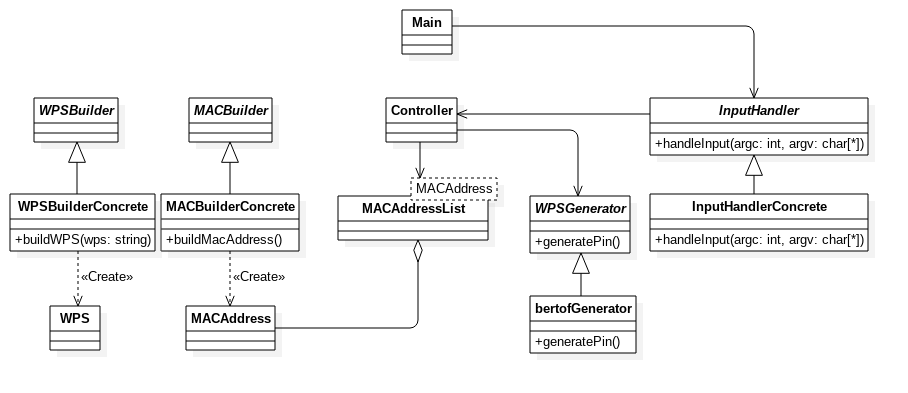 Main
WPSBuilder
MACBuilder
Controller
InputHandler
+handleInput(argc: int, argv: char[*])
MACAddress
WPSBuilderConcrete
+buildWPS(wps: string)
MACBuilderConcrete
+buildMacAddress()
MACAddressList
WPSGenerator
+generatePin()
InputHandlerConcrete
+handleInput(argc: int, argv: char[*])
«Create»
«Create»
WPS
MACAddress
bertofGenerator
+generatePin()